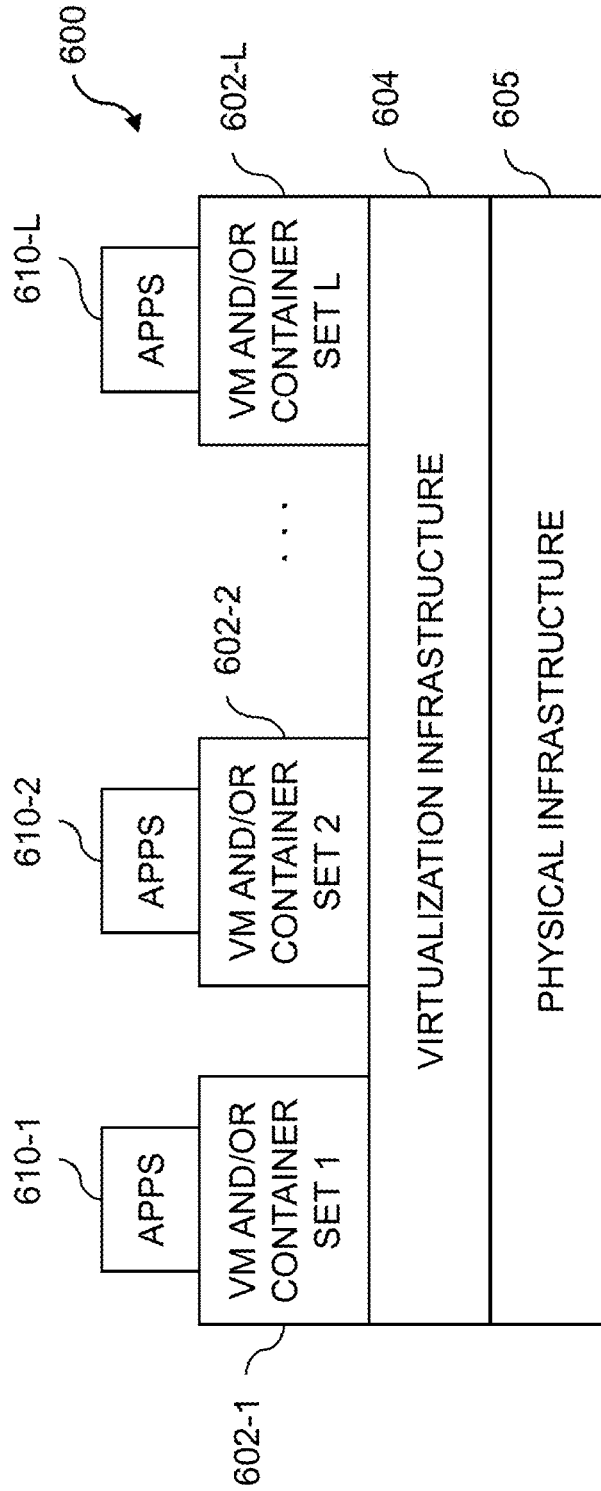 600
610-1
610-2
610-L
APPS
APPS
APPS
602-1
VM AND/OR
CONTAINER
SET 1
VM AND/OR
CONTAINER
SET 2
602-2
. . .
VM AND/OR
CONTAINER
SET L
602-L
VIRTUALIZATION INFRASTRUCTURE
604
PHYSICAL INFRASTRUCTURE
605